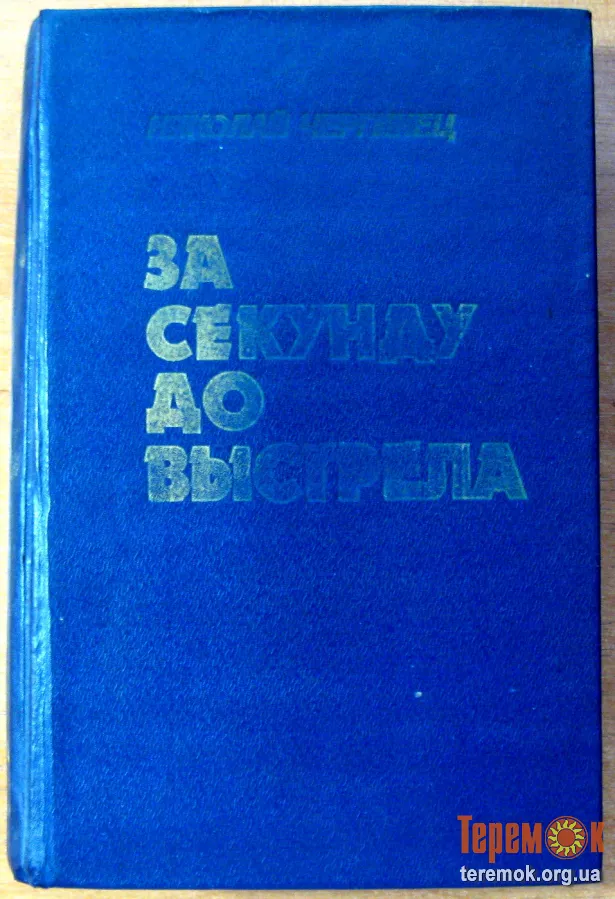 НИКОЛАЙ ЧЕРГИНЕЦ
ЗА
СЕКУНДУ
ДО
ВЫСТРЕЛА
ТеремОк
teremok.org.ua